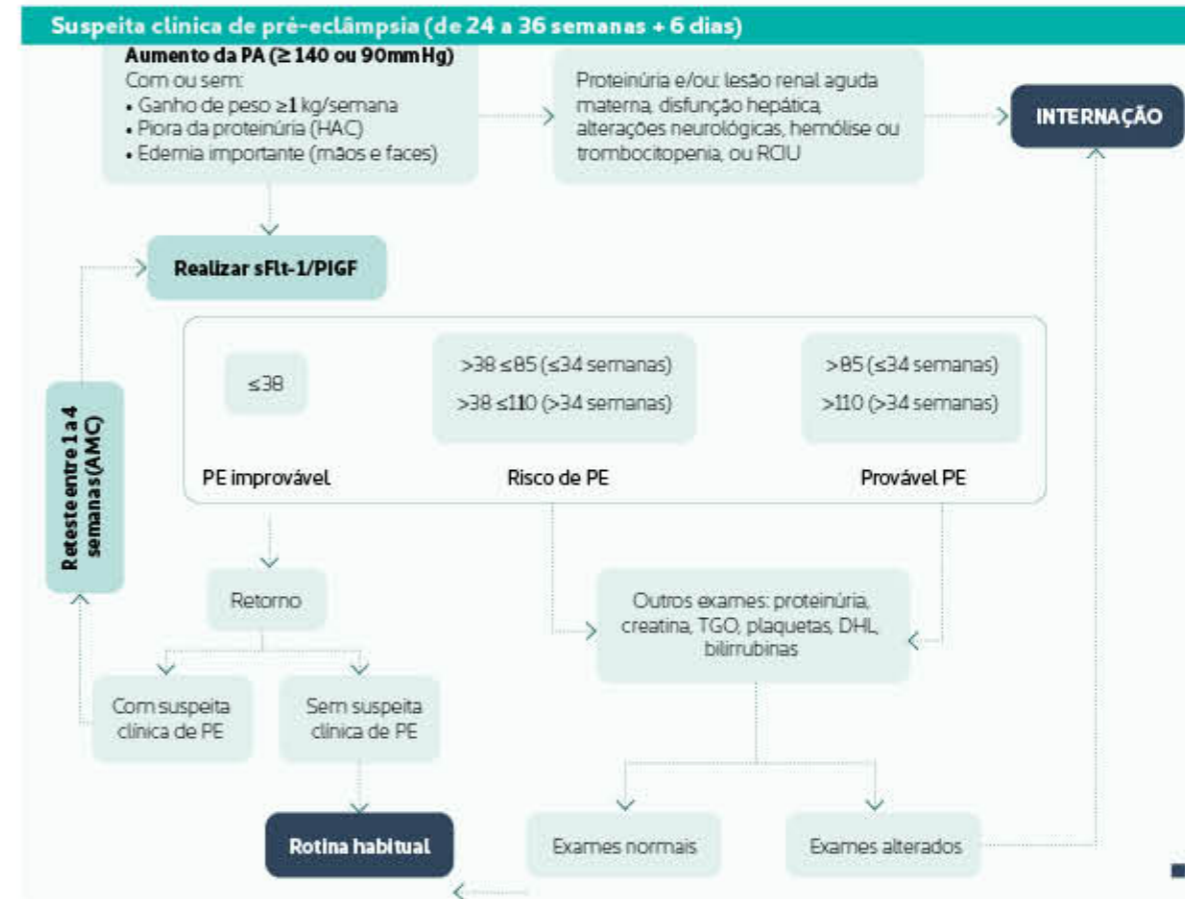 Suspeita clínica de pré-eclâmpsia (de 24 a 36 semanas + 6 dias)
Aumento da PA (≥ 140 ou 90mmHg)
Com ou sem:
• Ganho de peso ≥1 kg/semana
• Piora da proteinúria (HAC)
• Edemia importante (mãos e faces)
Proteinúria e/ou: lesão renal aguda
materna, disfunção hepática,
alterações neurológicas, hemólise ou
trombocitopenia, ou RCIU
INTERNAÇÃO
Realizar sFlt-1/PIGF
≤38
>38 ≤85 (≤34 semanas)
>38 ≤110 (>34 semanas)
>85 (≤34 semanas)
>110 (>34 semanas)
PE improvável
Risco de PE
Provável PE
Reteste entre 1 a 4
semanas (AMC)
Retorno
Outros exames: proteinúria,
creatina, TGO, plaquetas, DHL,
bilirrubinas
Com suspeita
clínica de PE
Sem suspeita
clínica de PE
Rotina habitual
Exames normais
Exames alterados